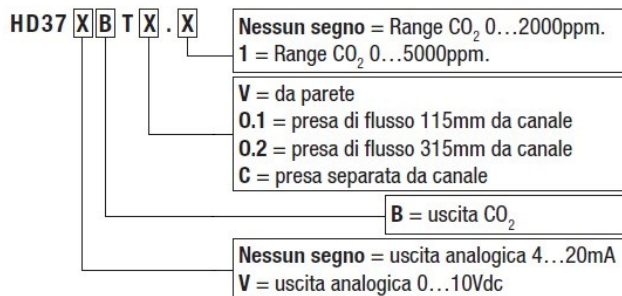 HD37 X B T X . X
Nessun segno = Range CO₂ 0...2000ppm.
1 = Range CO₂ 0...5000ppm.
V = da parete
O.1 = presa di flusso 115mm da canale
O.2 = presa di flusso 315mm da canale
C = presa separata da canale
B = uscita CO₂
Nessun segno = uscita analogica 4...20mA
V = uscita analogica 0...10Vdc